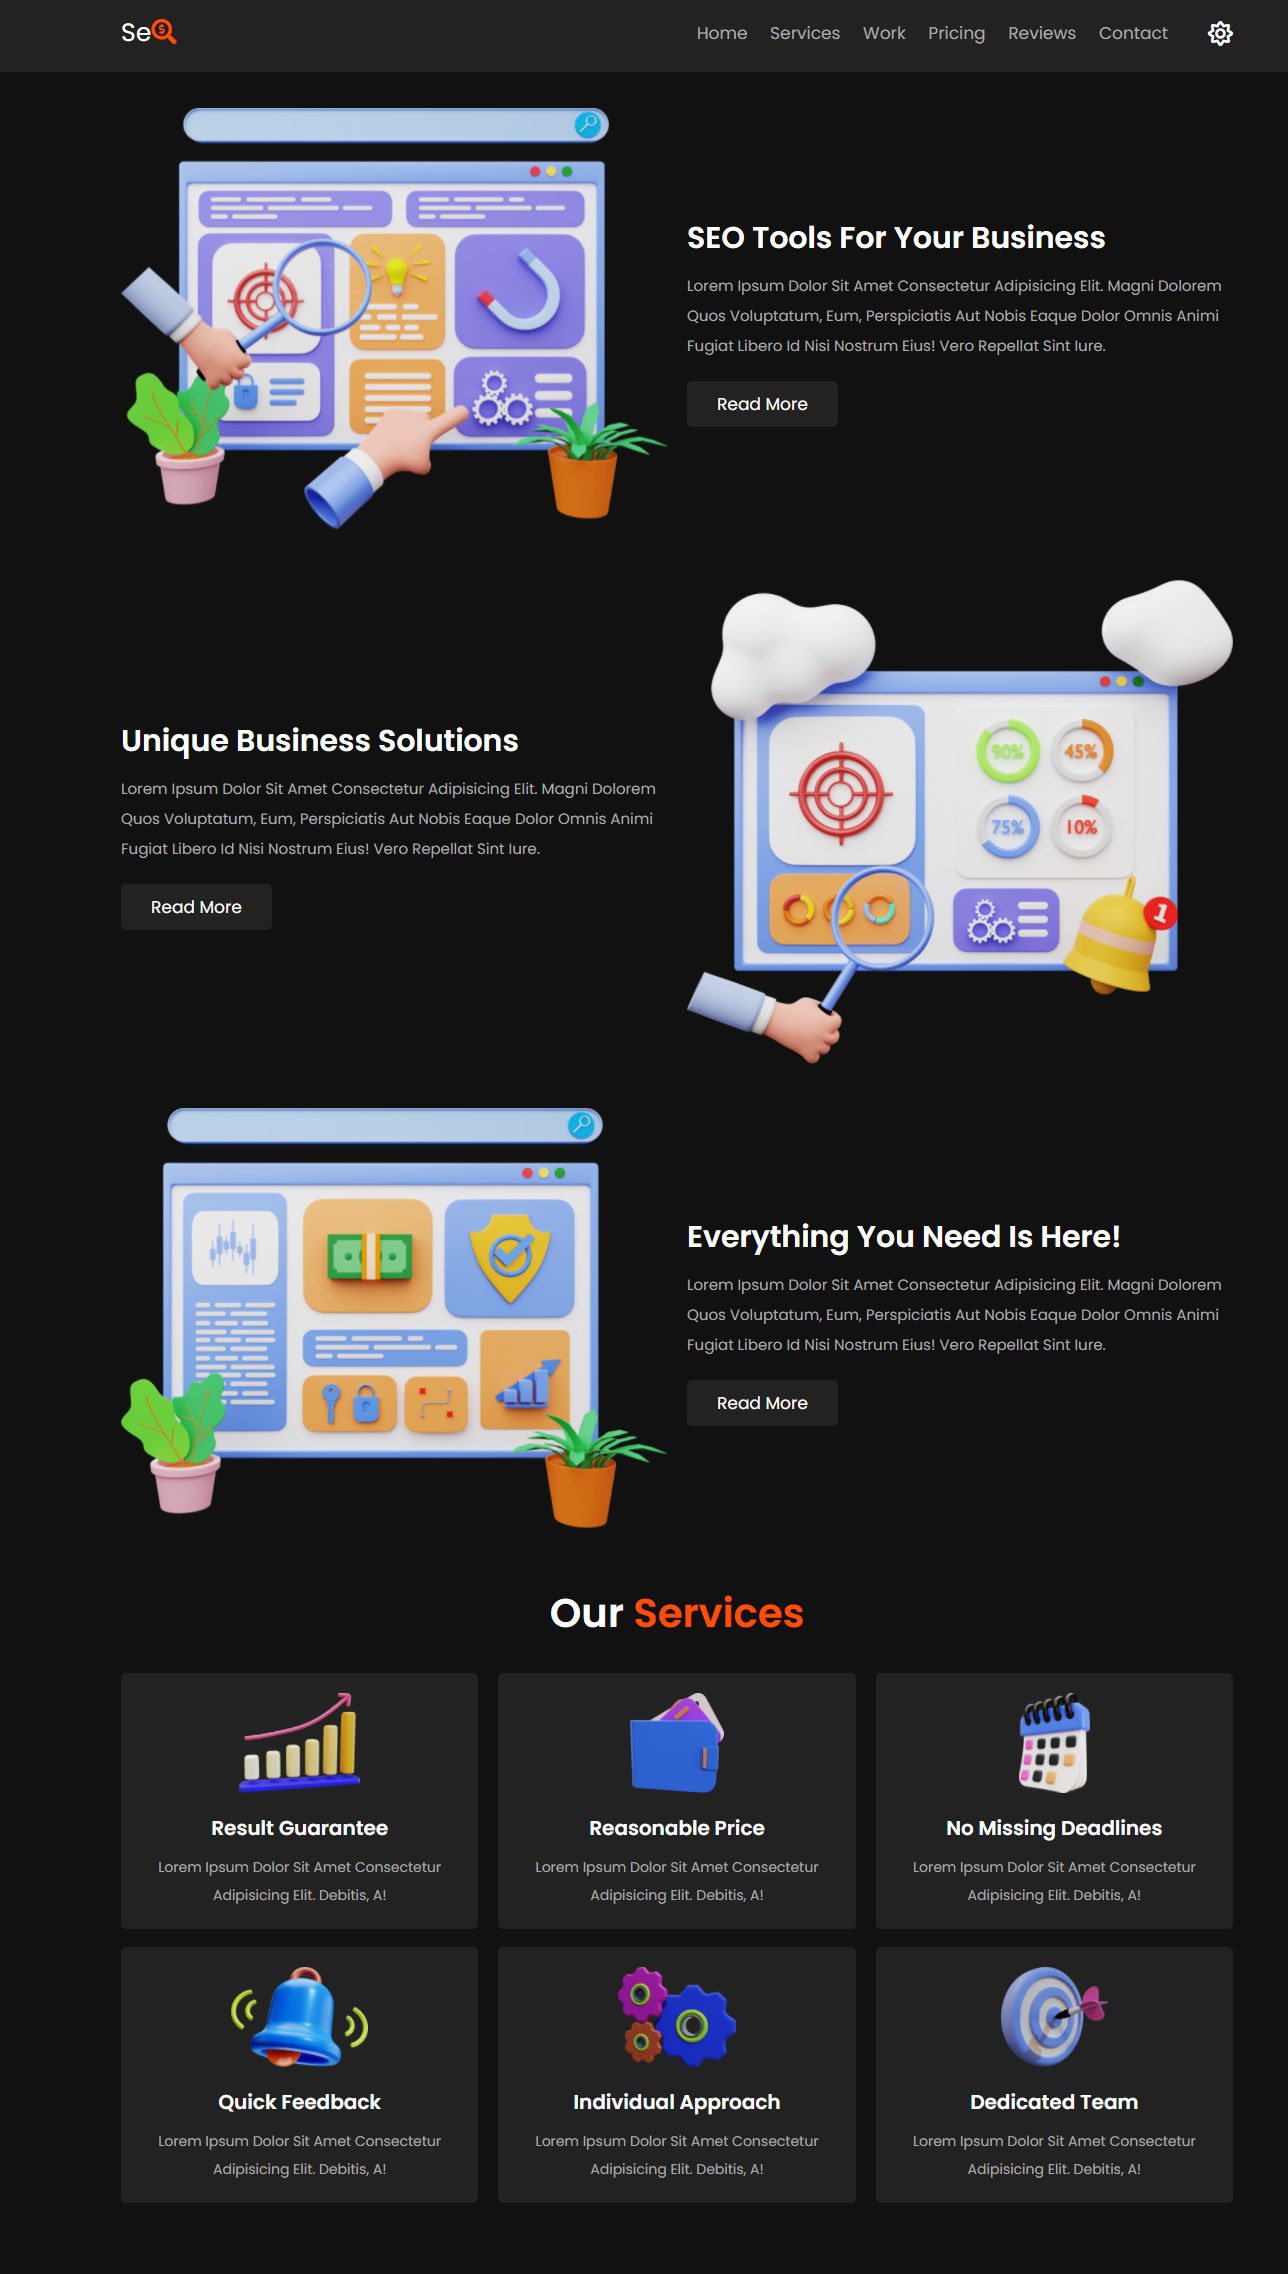 Se
Home Services Work Pricing Reviews Contact
SEO Tools For Your Business
Lorem Ipsum Dolor Sit Amet Consectetur Adipisicing Elit. Magni Dolorem
Quos Voluptatum, Eum, Perspiciatis Aut Nobis Eaque Dolor Omnis Animi
Fugiat Libero Id Nisi Nostrum Eius! Vero Repellat Sint Iure.
Read More
90% 45%
75% 10%
1
Unique Business Solutions
Lorem Ipsum Dolor Sit Amet Consectetur Adipisicing Elit. Magni Dolorem
Quos Voluptatum, Eum, Perspiciatis Aut Nobis Eaque Dolor Omnis Animi
Fugiat Libero Id Nisi Nostrum Eius! Vero Repellat Sint Iure.
Read More
Everything You Need Is Here!
Lorem Ipsum Dolor Sit Amet Consectetur Adipisicing Elit. Magni Dolorem
Quos Voluptatum, Eum, Perspiciatis Aut Nobis Eaque Dolor Omnis Animi
Fugiat Libero Id Nisi Nostrum Eius! Vero Repellat Sint Iure.
Read More
Our Services
Result Guarantee
Lorem Ipsum Dolor Sit Amet Consectetur
Adipisicing Elit. Debitis, A!
Reasonable Price
Lorem Ipsum Dolor Sit Amet Consectetur
Adipisicing Elit. Debitis, A!
No Missing Deadlines
Lorem Ipsum Dolor Sit Amet Consectetur
Adipisicing Elit. Debitis, A!
Quick Feedback
Lorem Ipsum Dolor Sit Amet Consectetur
Adipisicing Elit. Debitis, A!
Individual Approach
Lorem Ipsum Dolor Sit Amet Consectetur
Adipisicing Elit. Debitis, A!
Dedicated Team
Lorem Ipsum Dolor Sit Amet Consectetur
Adipisicing Elit. Debitis, A!